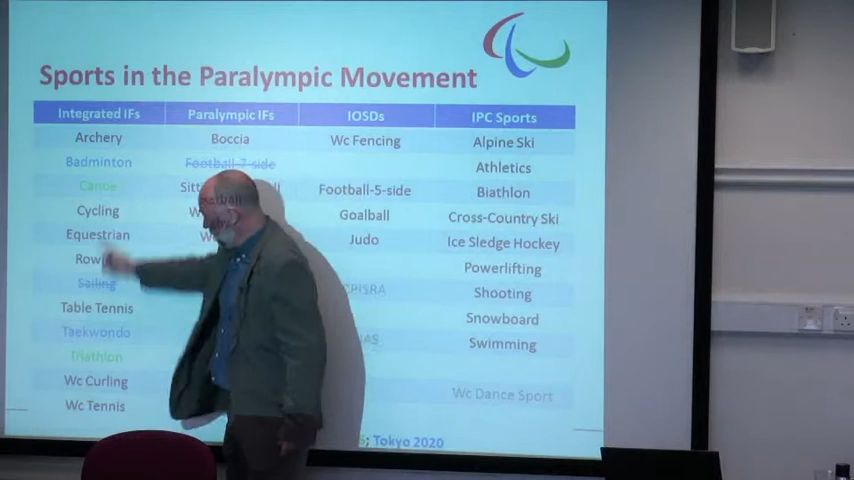 Sports in the Paralympic Movement
Integrated IFs Paralympic IFs IOSDs IPC Sports
Archery Boccia Wc Fencing Alpine Ski
Badminton Football-7-side Athletics
Canoe Football-5-side Biathlon
Cycling Goalball Cross-Country Ski
Equestrian Judo Ice Sledge Hockey
Powerlifting
Sailing Shooting
Table Tennis Snowboard
Taekwondo Swimming
Triathlon
Wc Curling Wc Dance Sport
Wc Tennis
; Tokyo 2020